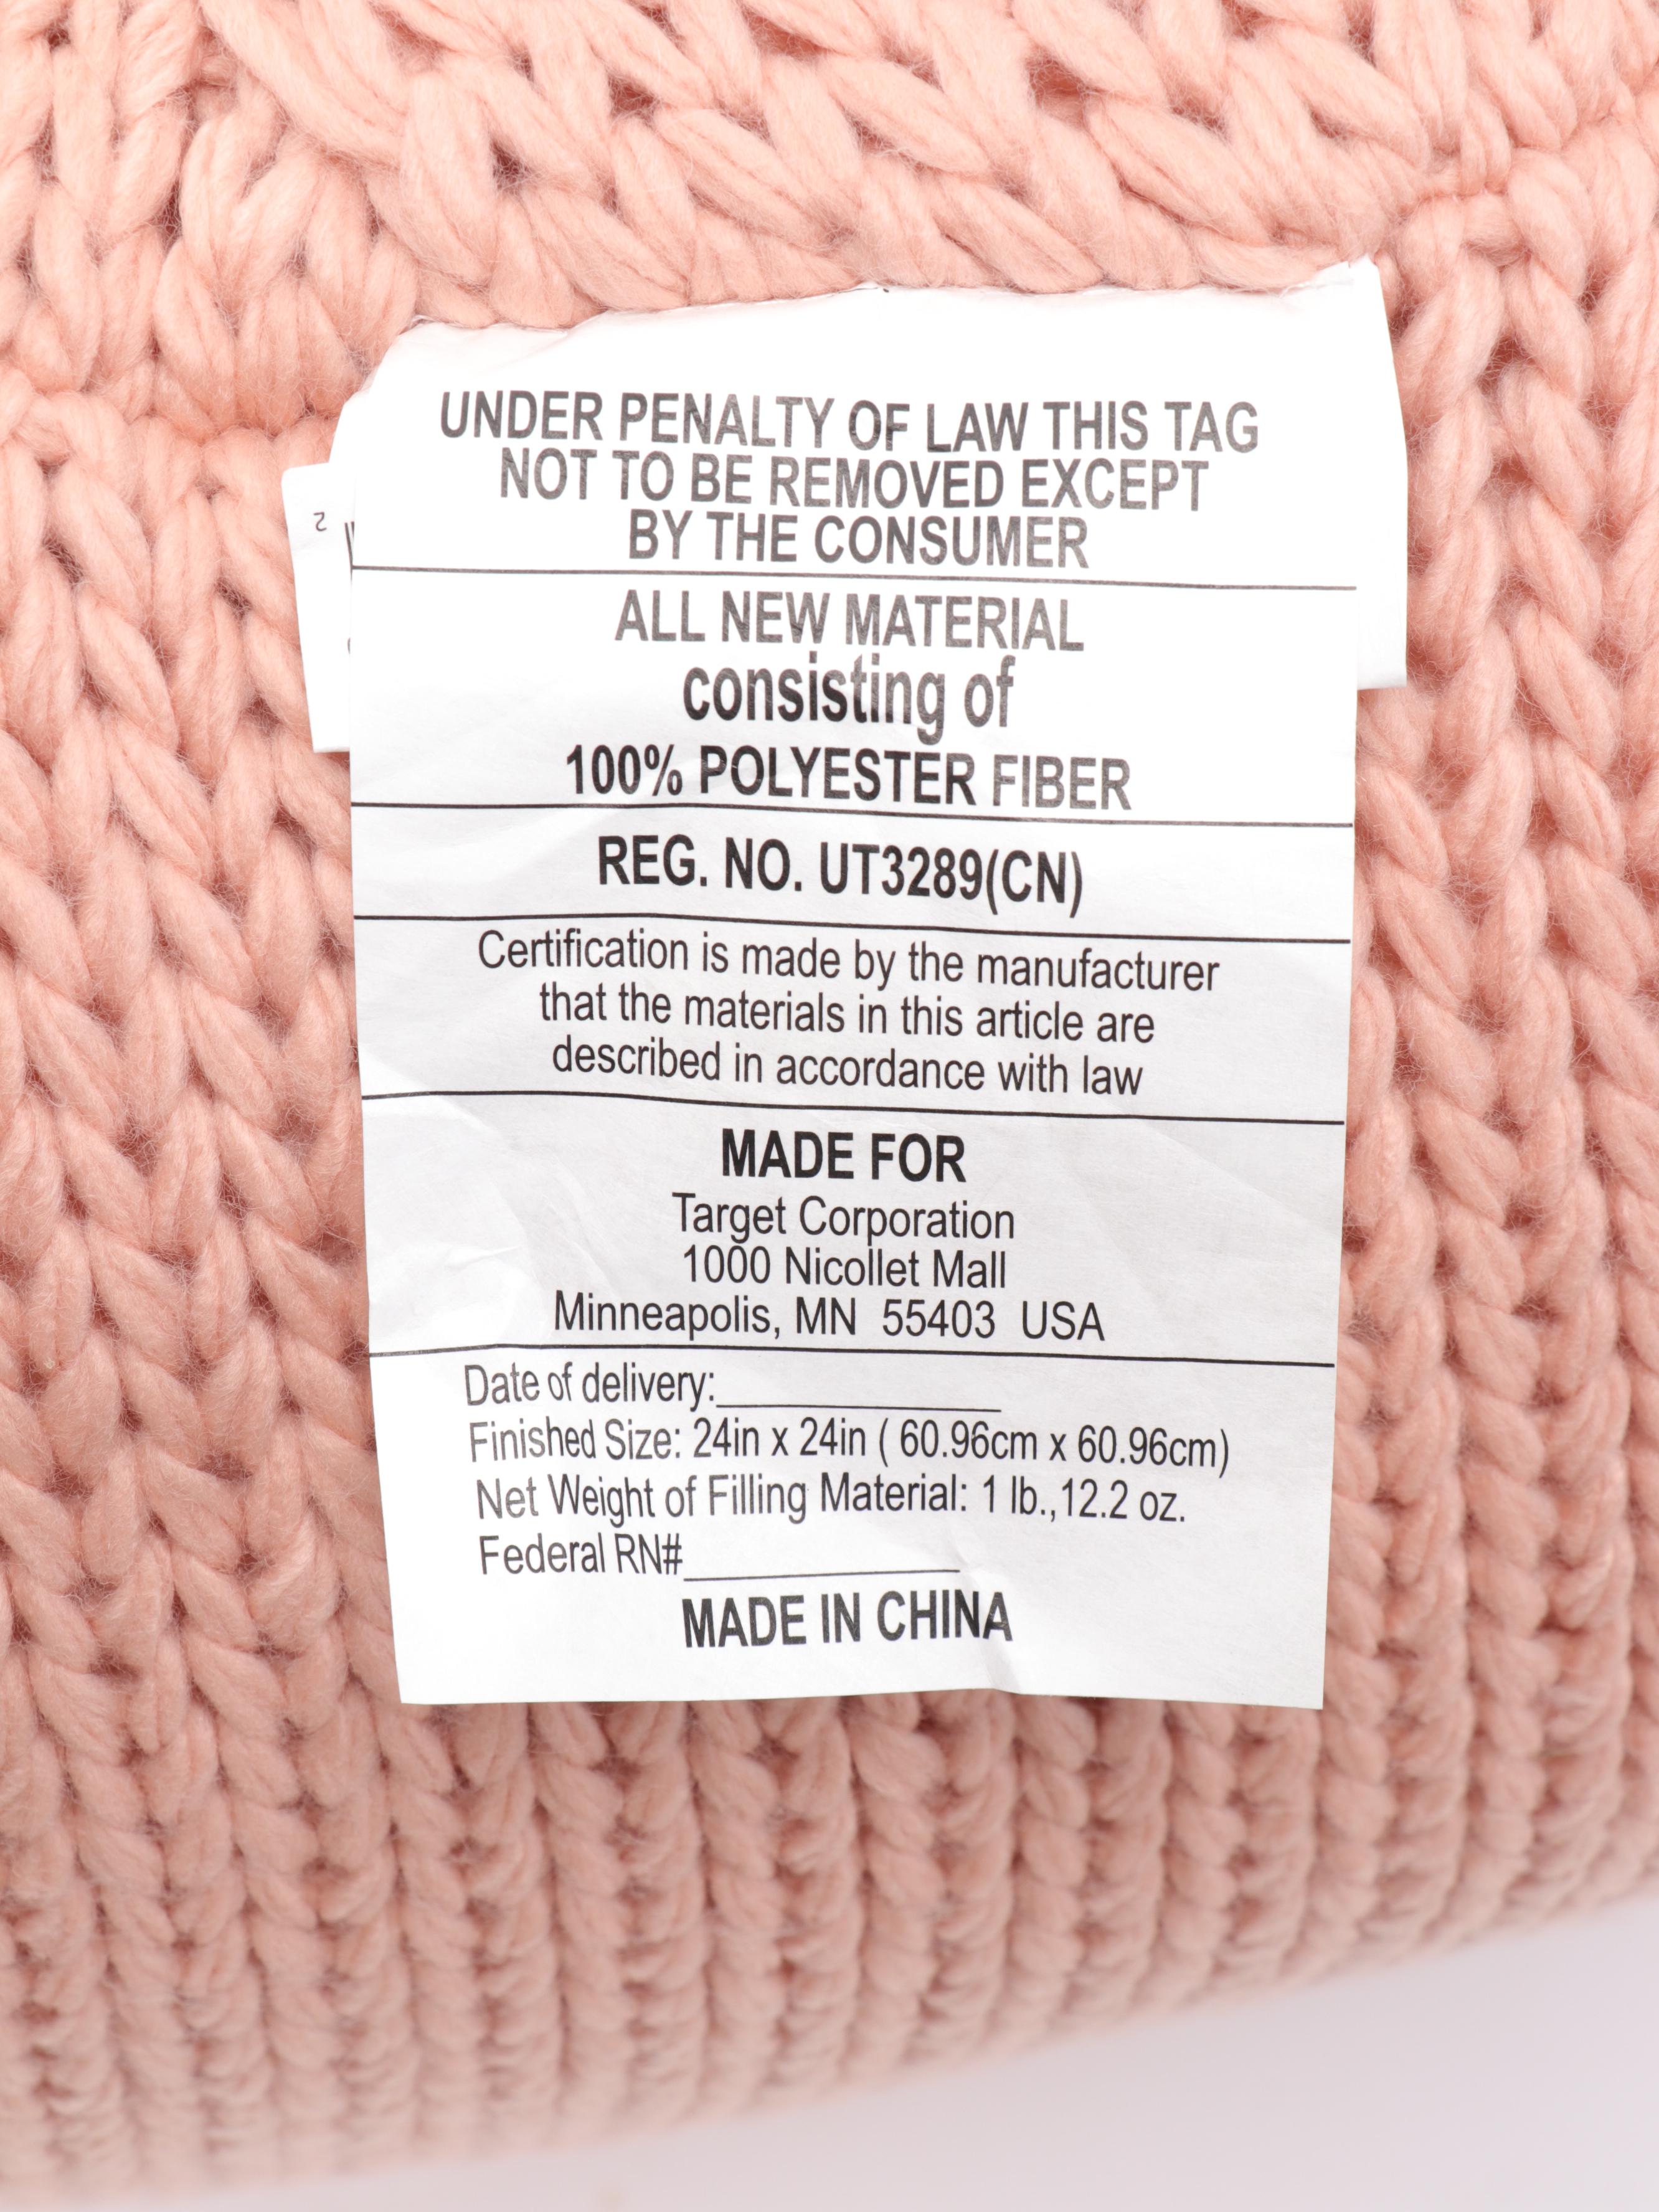 UNDER PENALTY OF LAW THIS TAG
NOT TO BE REMOVED EXCEPT
BY THE CONSUMER
ALL NEW MATERIAL
consisting of
100% POLYESTER FIBER
REG. NO. UT3289(CN)
Certification is made by the manufacturer
that the materials in this article are
described in accordance with law
MADE FOR
Target Corporation
1000 Nicollet Mall
Minneapolis, MN 55403 USA
Date of delivery:______________
Finished Size: 24in x 24in ( 60.96cm x 60.96cm)
Net Weight of Filling Material: 1 lb.,12.2 oz.
Federal RN#______________
MADE IN CHINA